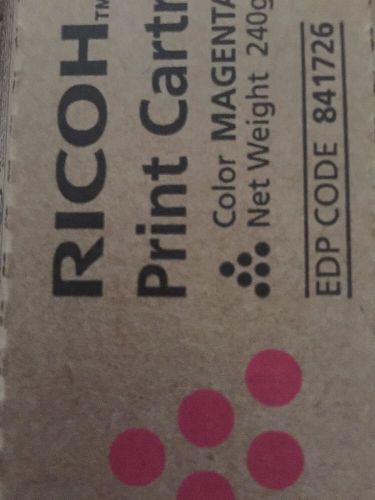 RICOH™
Print Cartr
Color MAGENTA
Net Weight 240g
EDP CODE 841726